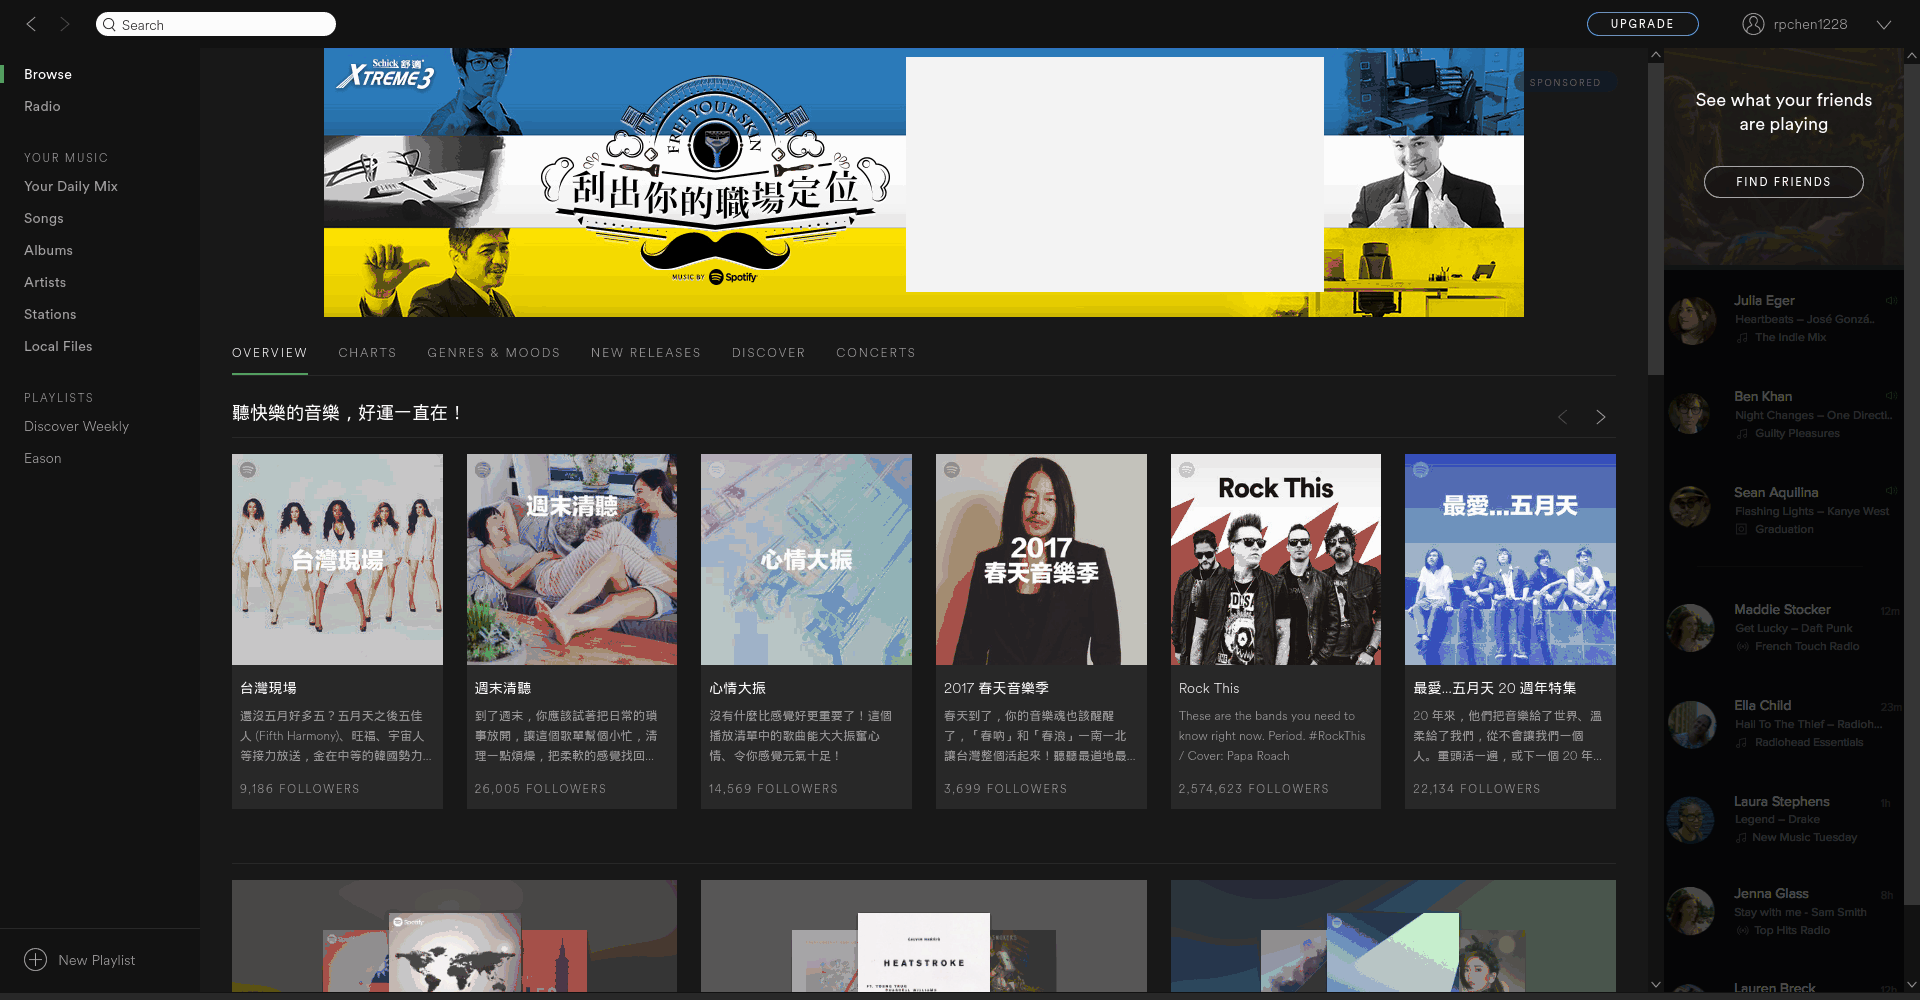 Search
UPGRADE
rpchen1228
Browse
Radio
YOUR MUSIC
Your Daily Mix
Songs
Albums
Artists
Stations
Local Files
PLAYLISTS
Discover Weekly
Eason
New Playlist
Schick 舒適
XTREME3
FREE YOUR SKIN
刮出你的職場定位
MUSIC BY Spotify
SPONSORED
OVERVIEW
CHARTS
GENRES & MOODS
NEW RELEASES
DISCOVER
CONCERTS
聽快樂的音樂，好運一直在！
台灣現場
台灣現場
還沒五月好多五？五月天之後五佳
人 (Fifth Harmony)、旺福、宇宙人
等接力放送，金在中等的韓國勢力...
9,186 FOLLOWERS
週末清聽
週末清聽
到了週末，你應該試著把日常的瑣
事放開，讓這個歌單幫個小忙，清
理一點煩燥，把柔軟的感覺找回...
26,005 FOLLOWERS
心情大振
心情大振
沒有什麼比感覺好更重要了！這個
播放清單中的歌曲能大大振奮心
情、令你感覺元氣十足！
14,569 FOLLOWERS
2017
春天音樂季
2017 春天音樂季
春天到了，你的音樂魂也該醒醒
了，「春吶」和「春浪」一南一北
讓台灣整個活起來！聽聽最道地最...
3,699 FOLLOWERS
Rock This
Rock This
These are the bands you need to
know right now. Period. #RockThis
/ Cover: Papa Roach
2,574,623 FOLLOWERS
最愛...五月天
最愛...五月天 20 週年特集
20 年來，他們把音樂給了世界、溫
柔給了我們，從不會讓我們一個
人。重頭活一遍，或下一個 20 年...
22,134 FOLLOWERS
Spotify
CALVIN HARRIS
HEATSTROKE
FT. YOUNG THUG
PHARRELL WILLIAMS
See what your friends
are playing
FIND FRIENDS
Julia Eger
Heartbeats – José Gonzá..
The Indie Mix
Ben Khan
Night Changes – One Directi..
Guilty Pleasures
Sean Aquilina
Flashing Lights – Kanye West
Graduation
Maddie Stocker
12m
Get Lucky – Daft Punk
French Touch Radio
Ella Child
23m
Hail To The Thief – Radioh...
Radiohead Essentials
Laura Stephens
1h
Legend – Drake
New Music Tuesday
Jenna Glass
8h
Stay with me - Sam Smith
Top Hits Radio
Lauren Breck
12h